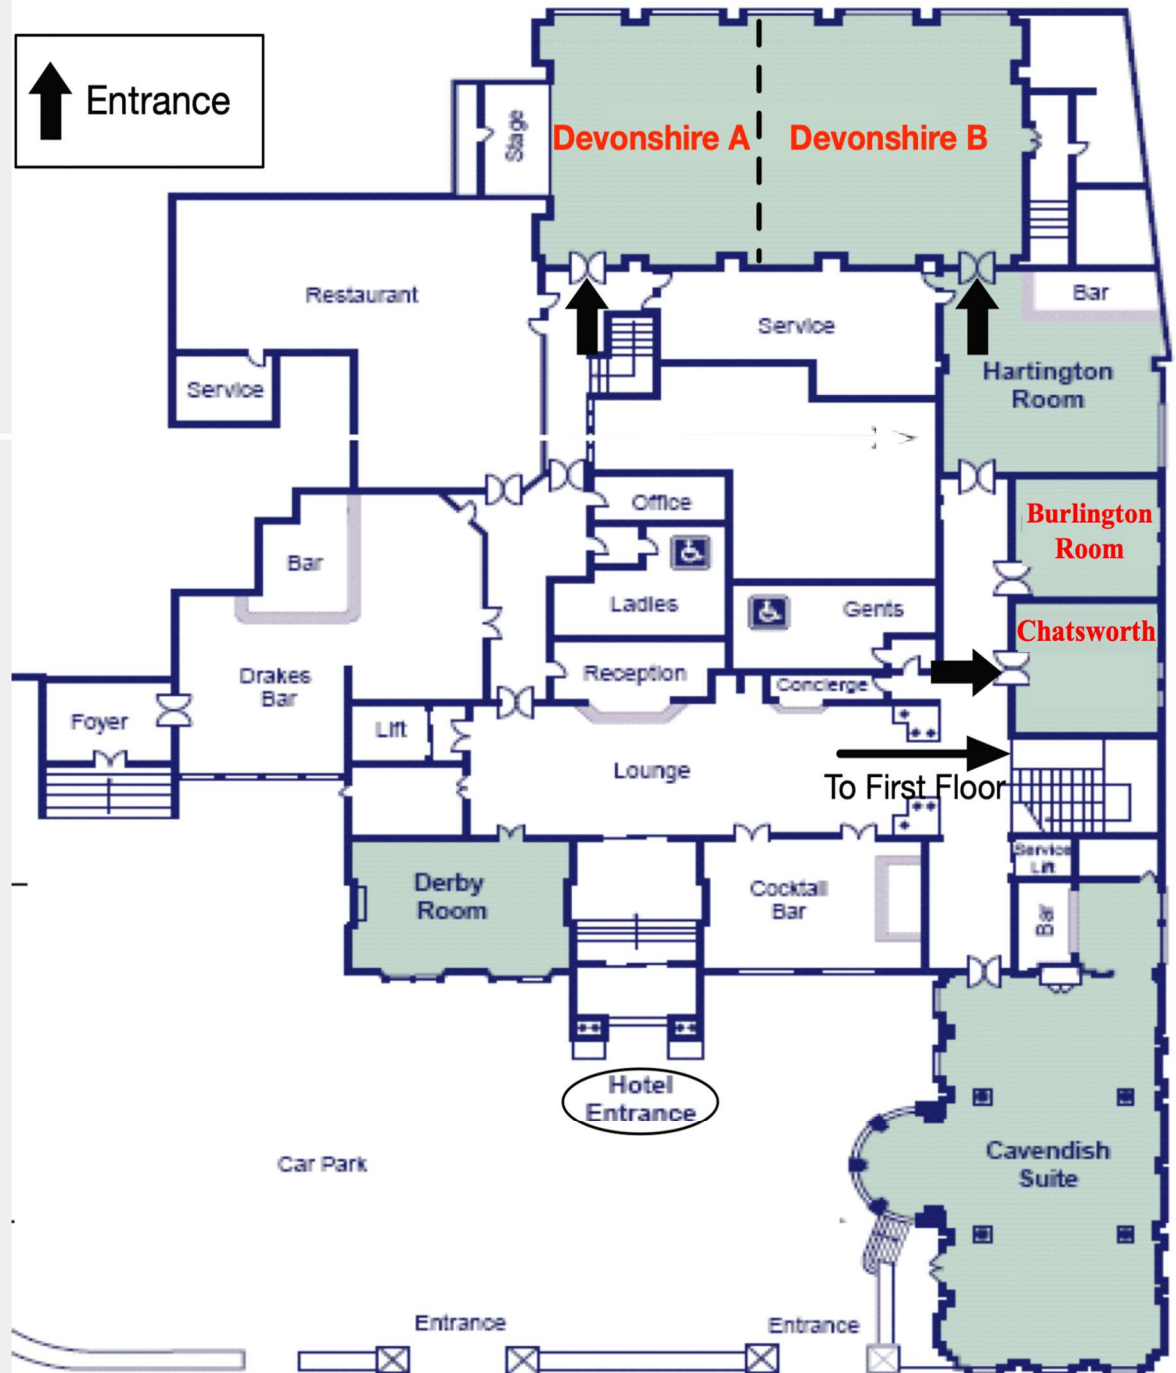 Entrance
Stage
Devonshire A
Devonshire B
Restaurant
Service
Bar
Service
Hartington
Room
Office
Burlington
Room
Bar
Ladies
Gents
Chatsworth
Reception
Concierge
Drakes
Bar
Foyer
Lift
Lounge
To First Floor
Service
Lift
Derby
Room
Cocktail
Bar
Bar
Hotel
Entrance
Cavendish
Suite
Car Park
Entrance
Entrance